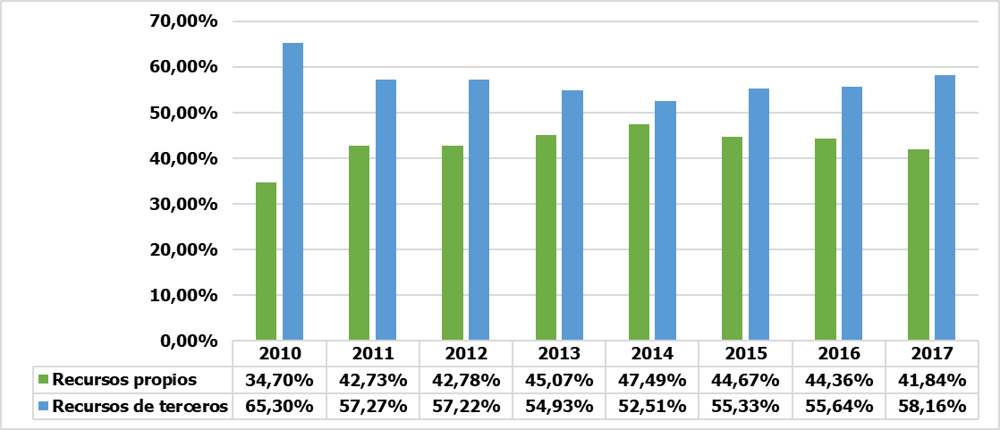 70,00%
60,00%
50,00%
40,00%
30,00%
20,00%
10,00%
0,00%
2010 2011 2012 2013 2014 2015 2016 2017
Recursos propios 34,70% 42,73% 42,78% 45,07% 47,49% 44,67% 44,36% 41,84%
Recursos de terceros 65,30% 57,27% 57,22% 54,93% 52,51% 55,33% 55,64% 58,16%